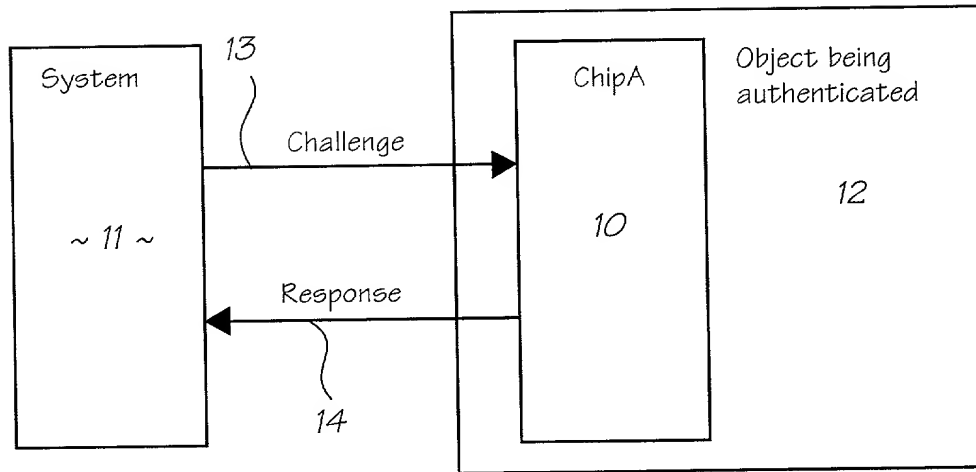 13
System
ChipA
Object being
authenticated
Challenge
~ 11 ~
10
12
Response
14